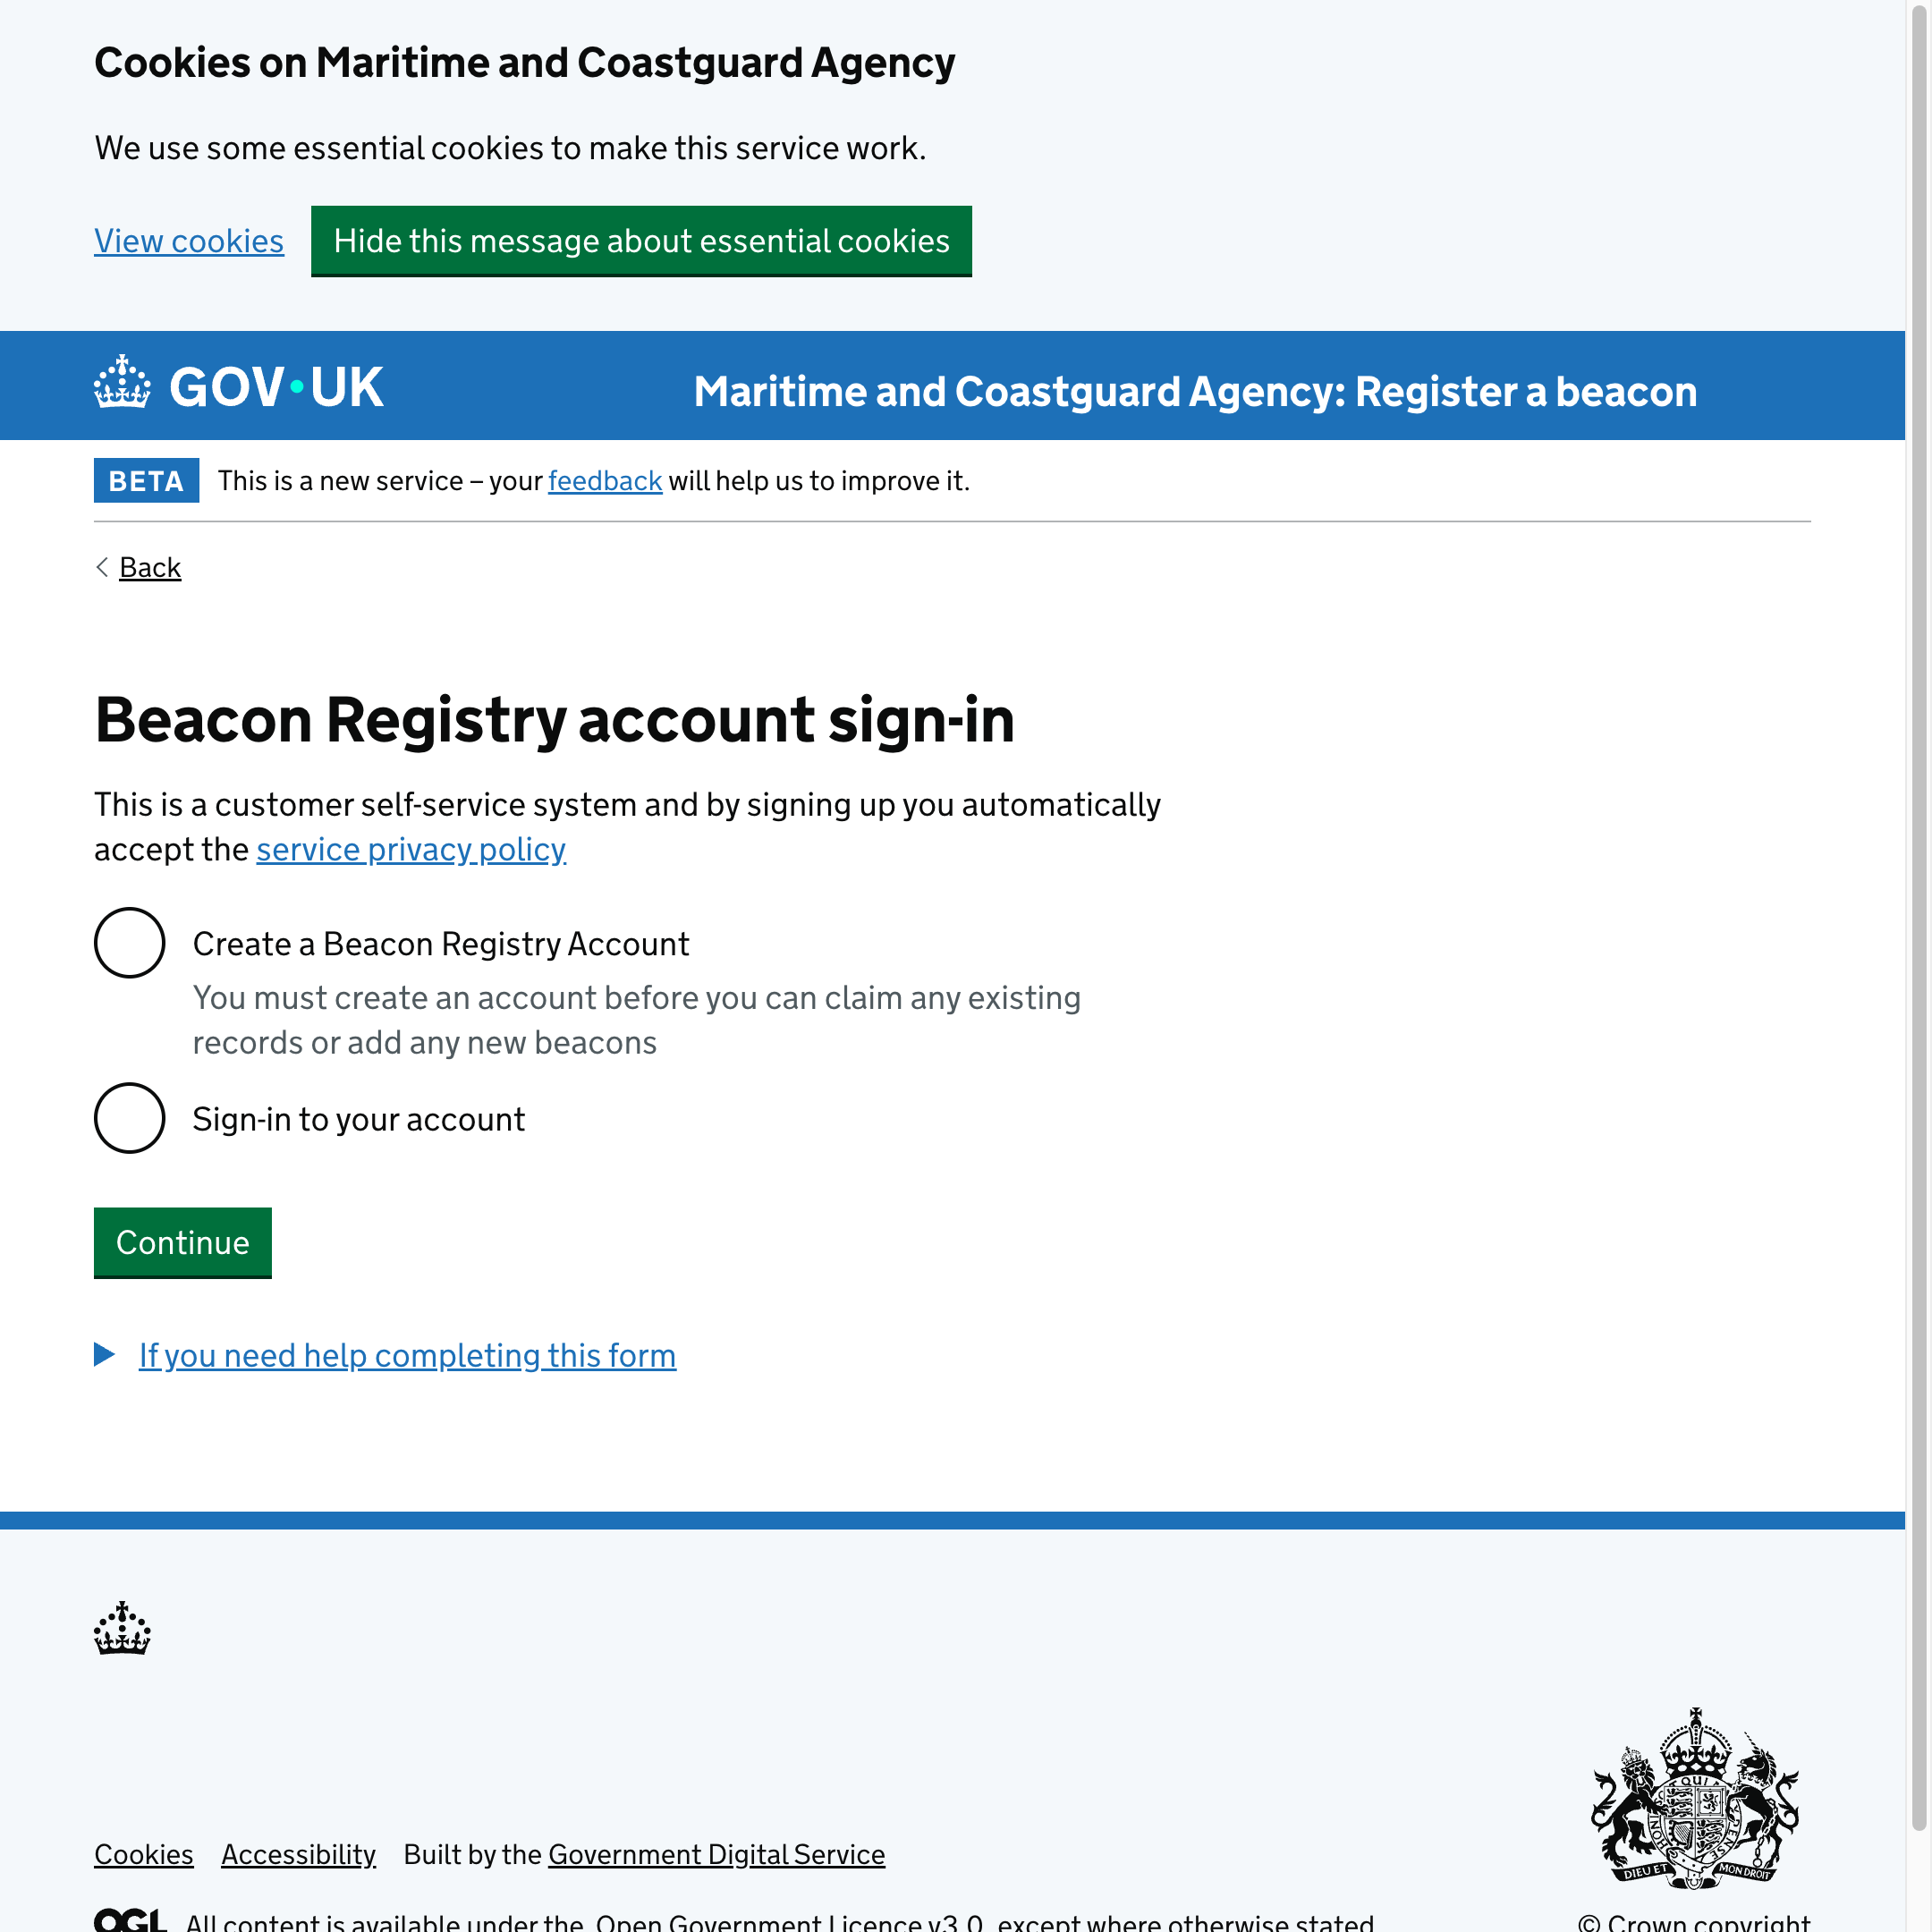 Cookies on Maritime and Coastguard Agency
We use some essential cookies to make this service work.
View cookies
Hide this message about essential cookies
GOV·UK
Maritime and Coastguard Agency: Register a beacon
BETA
This is a new service – your feedback will help us to improve it.
Back
Beacon Registry account sign-in
This is a customer self-service system and by signing up you automatically
accept the service privacy policy
Create a Beacon Registry Account
You must create an account before you can claim any existing
records or add any new beacons
Sign-in to your account
Continue
If you need help completing this form
DIEU ET MON DROIT
Cookies Accessibility Built by the Government Digital Service
OGL All content is available under the Open Government Licence v3.0, except where otherwise stated
© Crown copyright